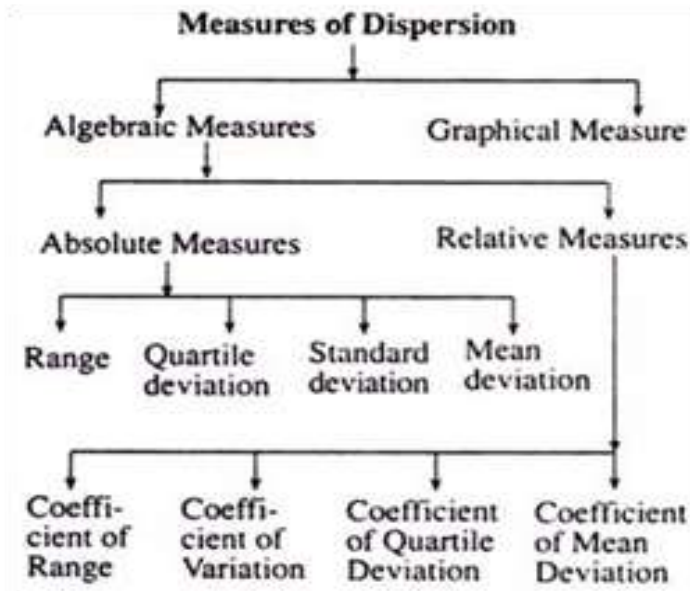 Measures of Dispersion
Algebraic Measures
Graphical Measure
Absolute Measures
Relative Measures
Range
Quartile
deviation
Standard
deviation
Mean
deviation
Coeffi-
cient of
Range
Coeffi-
cient of
Variation
Coefficient
of Quartile
Deviation
Coefficient
of Mean
Deviation